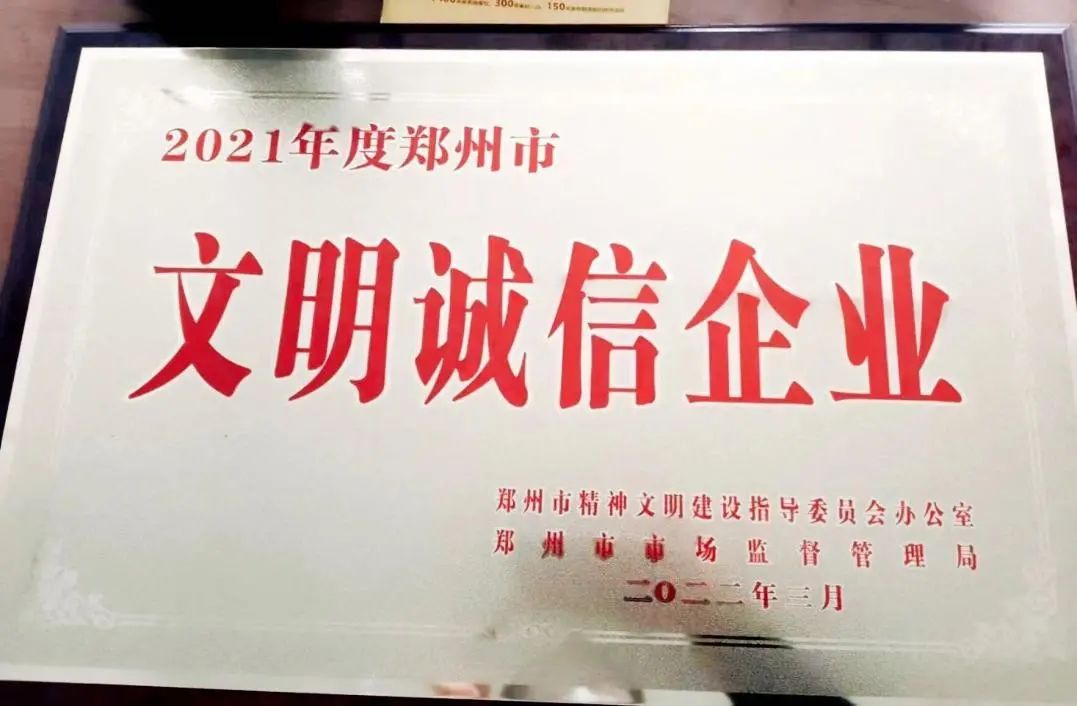 2021年度郑州市
文明诚信企业
郑州市精神文明建设指导委员会办公室
郑州市市场监督管理局
二〇二二年三月